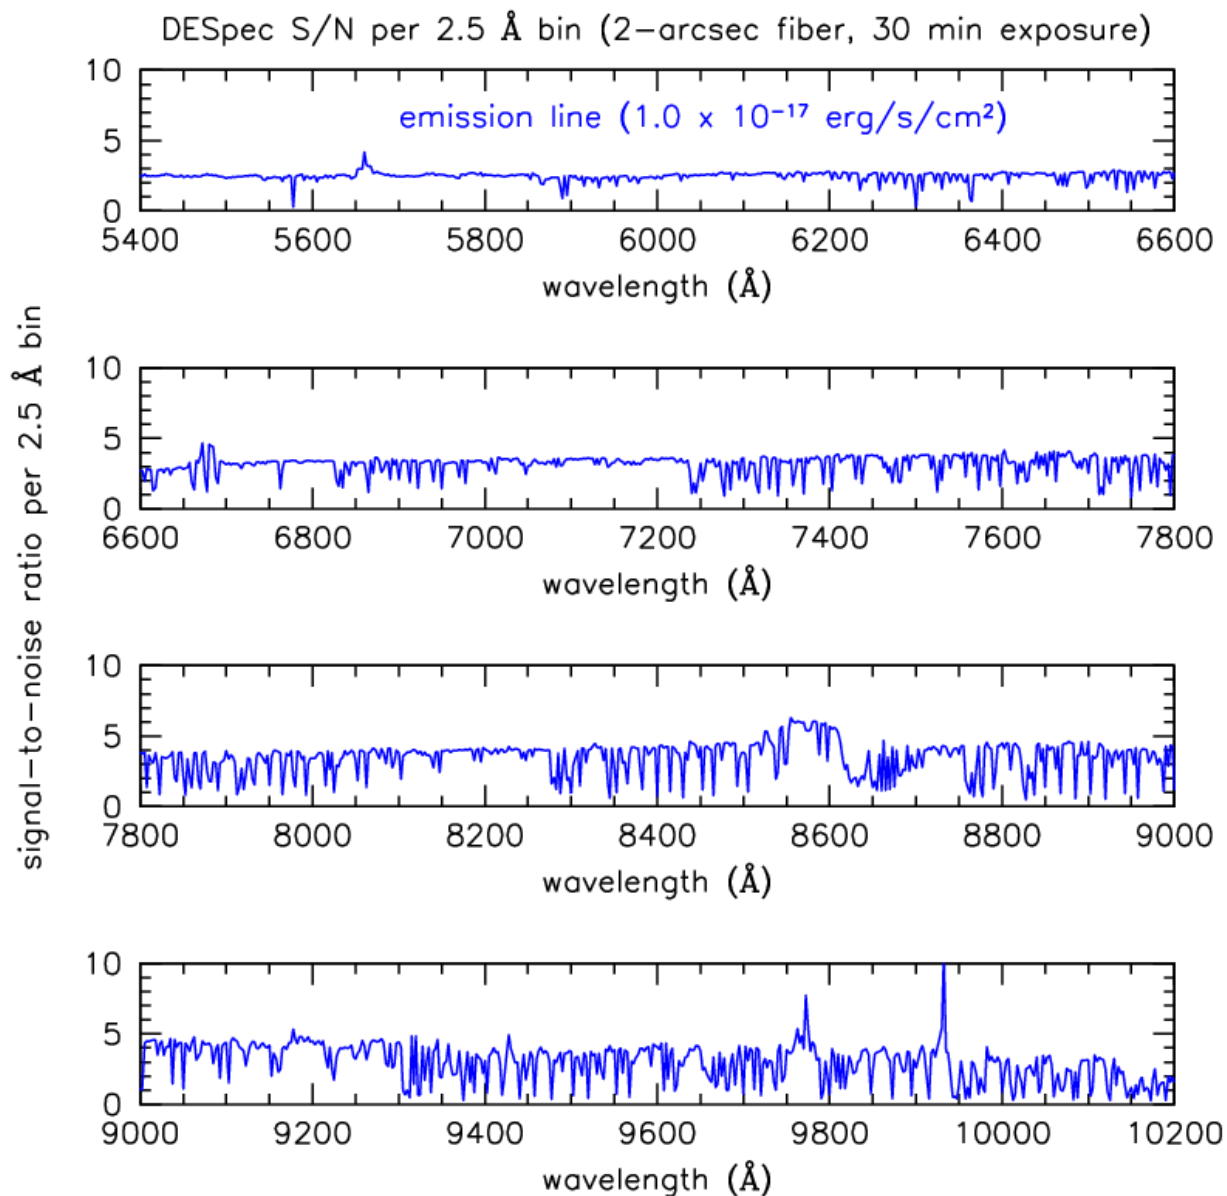 DESpec S/N per 2.5 Å bin (2−arcsec fiber, 30 min exposure)
signal−to−noise ratio per 2.5 Å bin
10
5
0
emission line (1.0 x 10⁻¹⁷ erg/s/cm²)
5400 5600 5800 6000 6200 6400 6600
wavelength (Å)
10
5
0
6600 6800 7000 7200 7400 7600 7800
wavelength (Å)
10
5
0
7800 8000 8200 8400 8600 8800 9000
wavelength (Å)
10
5
0
9000 9200 9400 9600 9800 10000 10200
wavelength (Å)